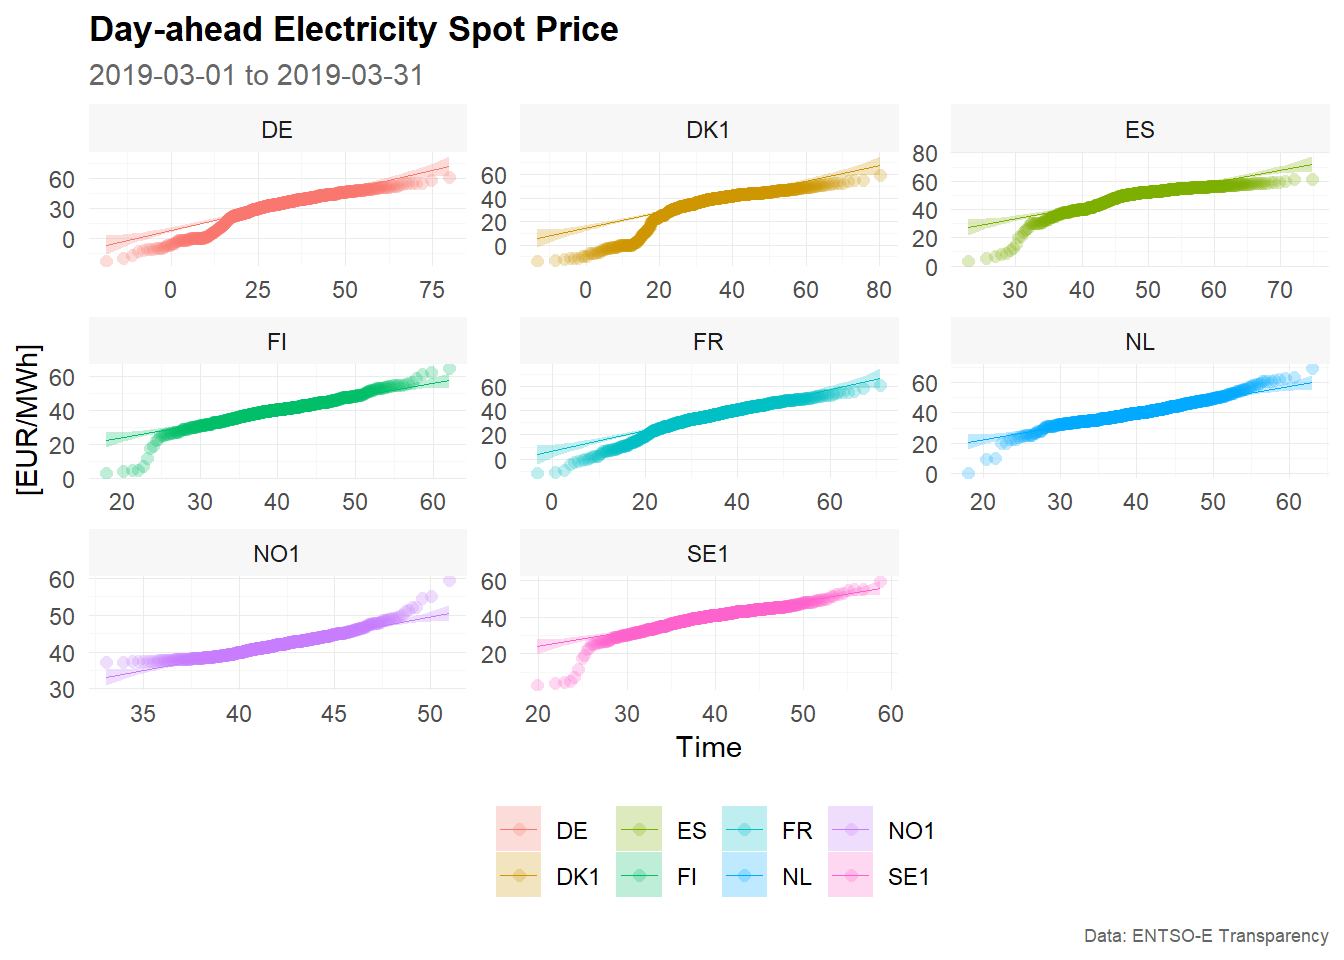 Day-ahead Electricity Spot Price
2019-03-01 to 2019-03-31
DE
DK1
ES
60
30
0
60
40
20
0
80
60
40
20
0
0 25 50 75
0 20 40 60 80
30 40 50 60 70
[EUR/MWh]
FI
FR
NL
60
40
20
0
60
40
20
0
60
40
20
0
20 30 40 50 60
0 20 40 60
20 30 40 50 60
NO1
SE1
60
50
40
30
60
40
20
35 40 45 50
20 30 40 50 60
Time
DE ES FR NO1
DK1 FI NL SE1
Data: ENTSO-E Transparency